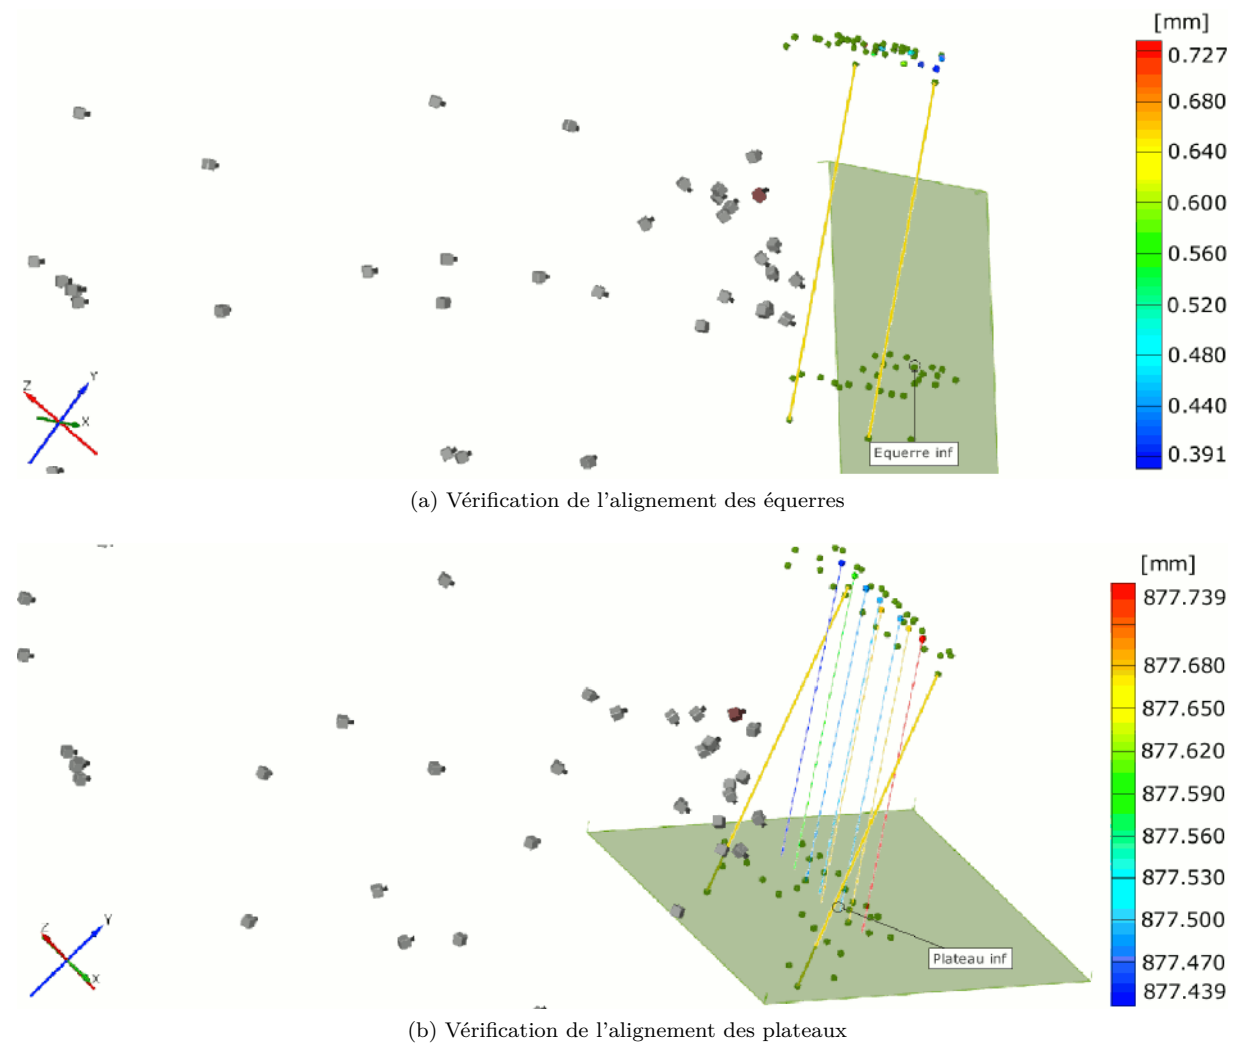 [mm]
0.727
0.680
0.640
0.600
0.560
0.520
0.480
0.440
0.391
Z
Y
X
Equerre inf
(a) Vérification de l'alignement des équerres
[mm]
877.739
877.680
877.650
877.620
877.590
877.560
877.530
877.500
877.470
877.439
Z
Y
X
Plateau inf
(b) Vérification de l'alignement des plateaux